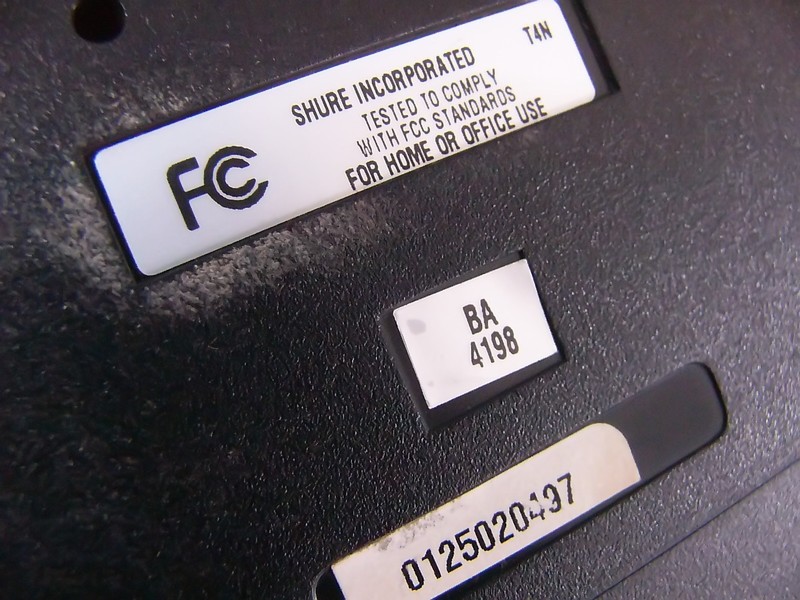 T4N
SHURE INCORPORATED
TESTED TO COMPLY
WITH FCC STANDARDS
FOR HOME OR OFFICE USE
FC
BA
4198
0125020497